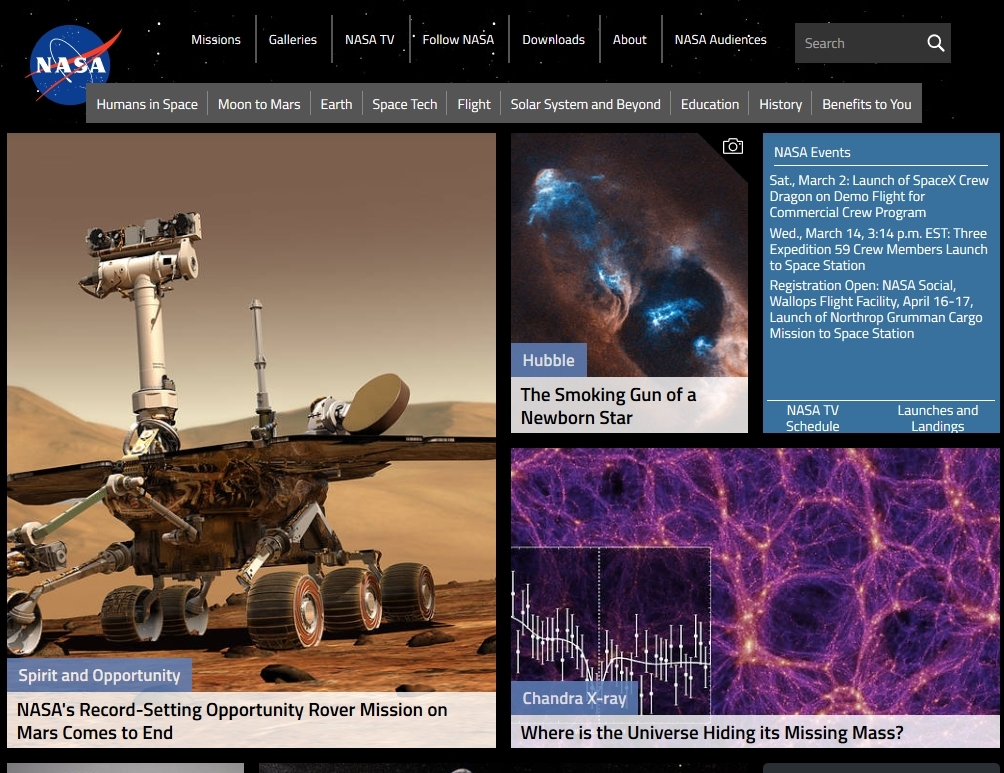 NASA
Missions
Galleries
NASA TV
Follow NASA
Downloads
About
NASA Audiences
Search
Humans in Space
Moon to Mars
Earth
Space Tech
Flight
Solar System and Beyond
Education
History
Benefits to You
Spirit and Opportunity
NASA's Record-Setting Opportunity Rover Mission on
Mars Comes to End
Hubble
The Smoking Gun of a
Newborn Star
NASA Events
Sat., March 2: Launch of SpaceX Crew
Dragon on Demo Flight for
Commercial Crew Program
Wed., March 14, 3:14 p.m. EST: Three
Expedition 59 Crew Members Launch
to Space Station
Registration Open: NASA Social,
Wallops Flight Facility, April 16-17,
Launch of Northrop Grumman Cargo
Mission to Space Station
NASA TV
Schedule
Launches and
Landings
Chandra X-ray
Where is the Universe Hiding its Missing Mass?